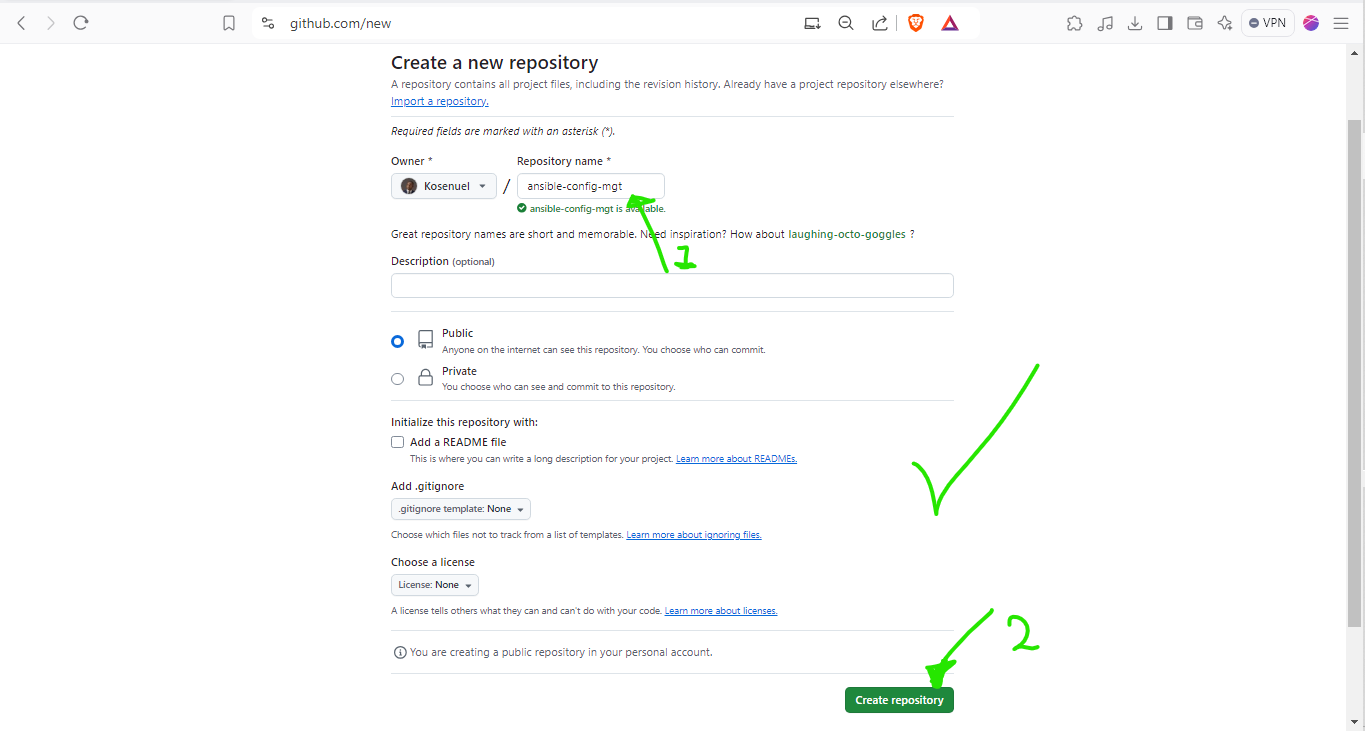 github.com/new
VPN
Create a new repository
A repository contains all project files, including the revision history. Already have a project repository elsewhere?
Import a repository.
Required fields are marked with an asterisk (*).
Owner * Repository name *
Kosenuel / ansible-config-mgt
ansible-config-mgt is available.
Great repository names are short and memorable. Need inspiration? How about laughing-octo-goggles ?
1
Description (optional)
Public
Anyone on the internet can see this repository. You choose who can commit.
Private
You choose who can see and commit to this repository.
Initialize this repository with:
Add a README file
This is where you can write a long description for your project. Learn more about READMEs.
Add .gitignore
.gitignore template: None
Choose which files not to track from a list of templates. Learn more about ignoring files.
Choose a license
License: None
A license tells others what they can and can't do with your code. Learn more about licenses.
2
You are creating a public repository in your personal account.
Create repository